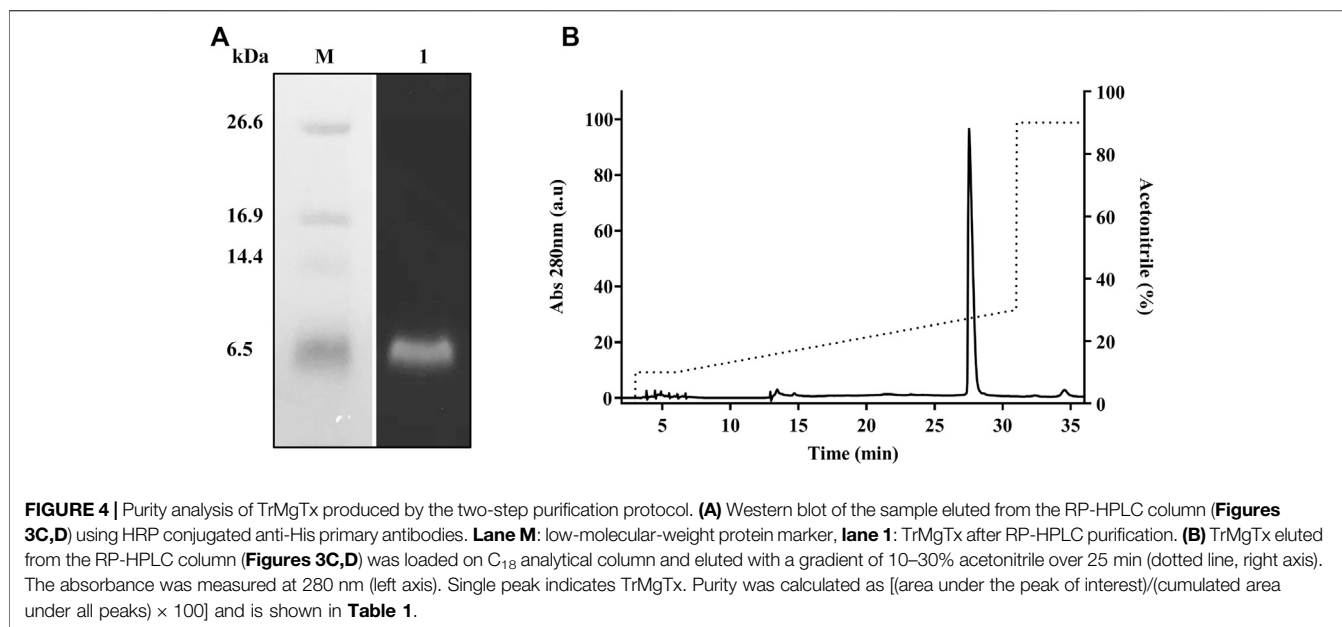 A
kDa M 1
26.6
16.9
14.4
6.5
B
Abs 280nm (a.u)
100
80
60
40
20
0
100
80
60
40
20
0
Acetonitrile (%)
5 10 15 20 25 30 35
Time (min)
FIGURE 4 | Purity analysis of TrMgTx produced by the two-step purification protocol. (A) Western blot of the sample eluted from the RP-HPLC column (Figures
3C,D) using HRP conjugated anti-His primary antibodies. Lane M: low-molecular-weight protein marker, lane 1: TrMgTx after RP-HPLC purification. (B) TrMgTx eluted
from the RP-HPLC column (Figures 3C,D) was loaded on C18 analytical column and eluted with a gradient of 10–30% acetonitrile over 25 min (dotted line, right axis).
The absorbance was measured at 280 nm (left axis). Single peak indicates TrMgTx. Purity was calculated as [(area under the peak of interest)/(cumulated area
under all peaks) × 100] and is shown in Table 1.